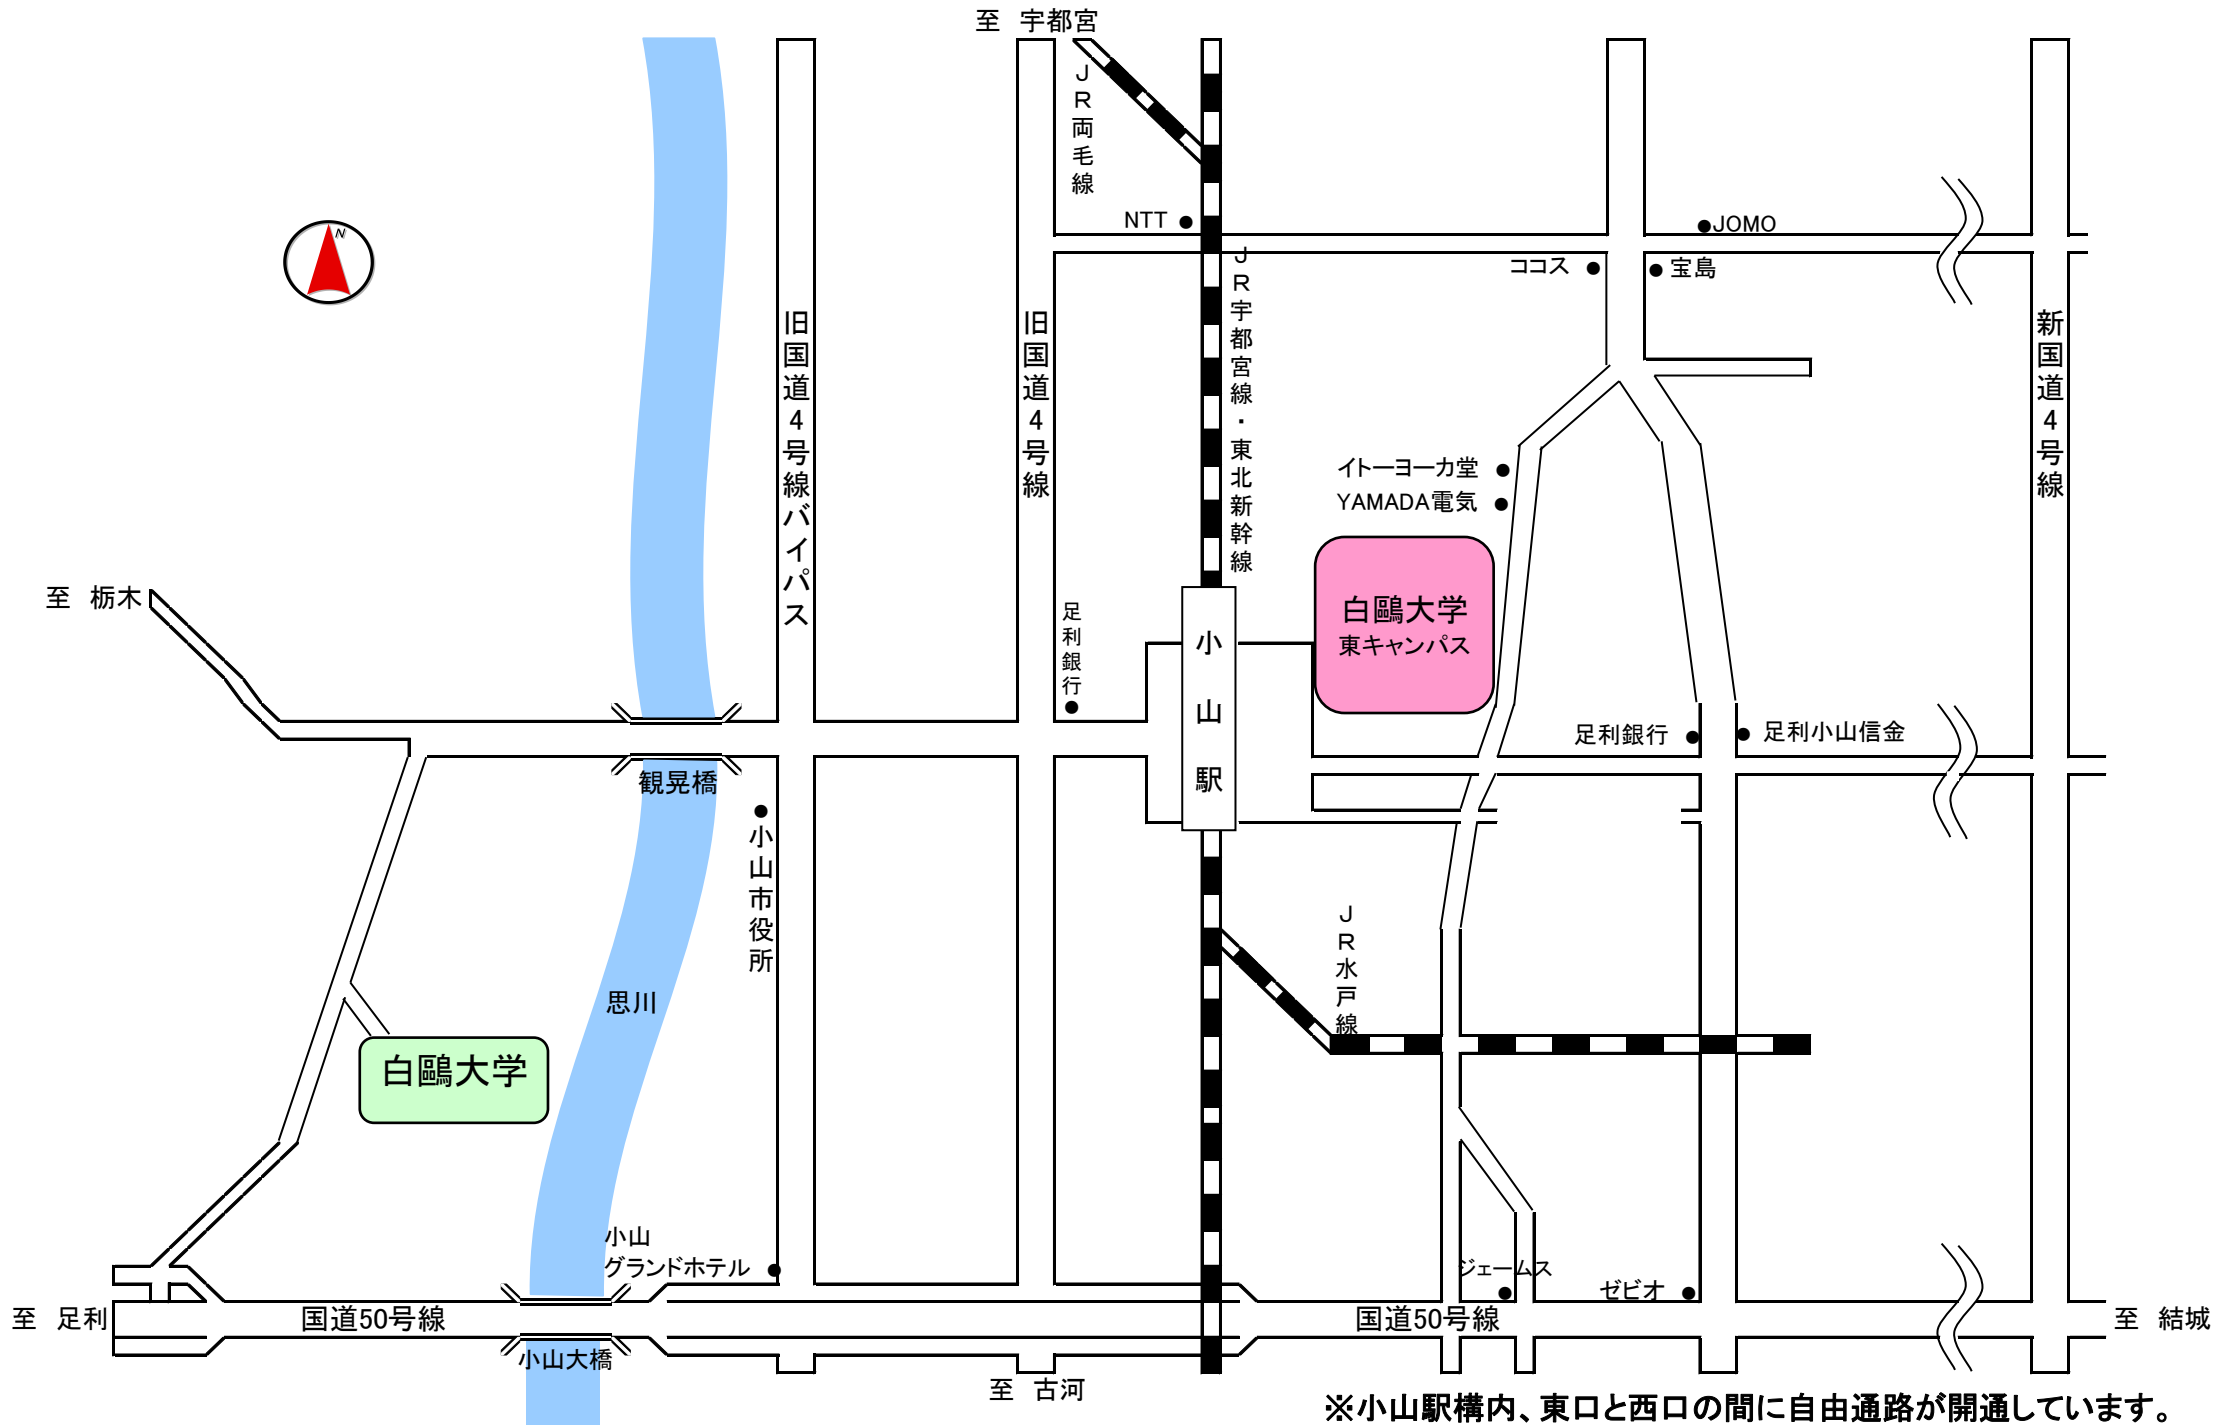 至　宇都宮
ＪＲ両毛線
N
NTT
JOMO
ココス
宝島
ＪＲ宇都宮線・東北新幹線
旧国道４号線バイパス
旧国道４号線
新国道４号線
イトーヨーカ堂
YAMADA電気
白鷗大学
東キャンパス
至　栃木
足利銀行
小山駅
足利銀行
足利小山信金
観晃橋
小山市役所
ＪＲ水戸線
思川
白鷗大学
小山
グランドホテル
ジェームス
ゼビオ
至　足利
国道50号線
国道50号線
至　結城
小山大橋
至　古河
※小山駅構内、東口と西口の間に自由通路が開通しています。